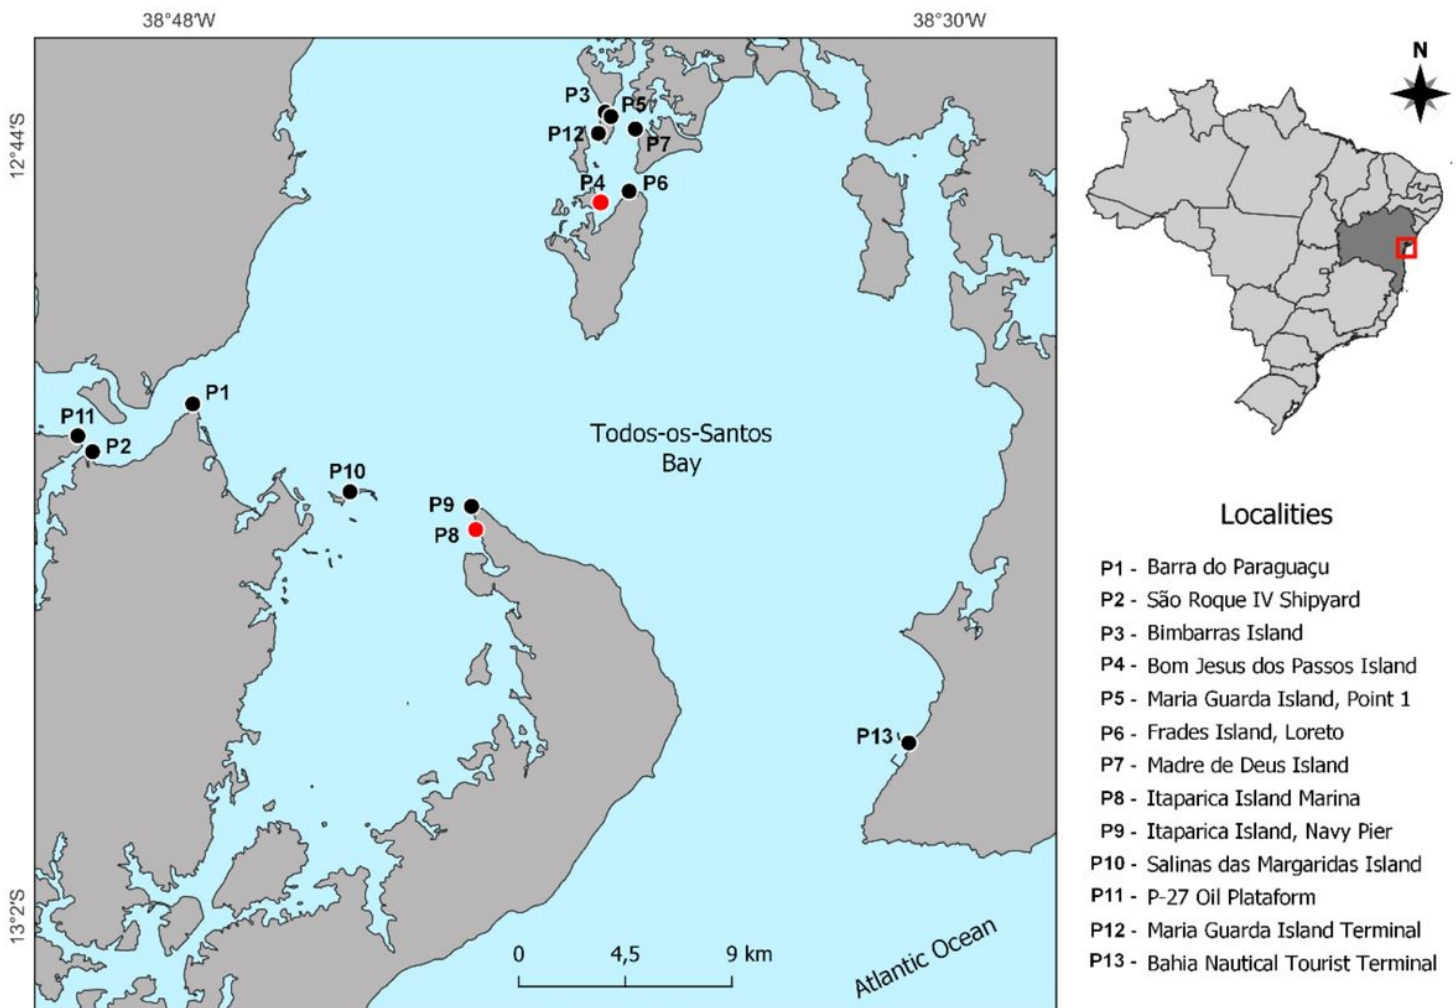 38°48'W
38°30'W
12°44'S
13°2'S
N
P3
P5
P12
P7
P4
P6
P1
P11
P2
P10
P9
P8
P13
Todos-os-Santos
Bay
0
4,5
9 km
Atlantic Ocean
Localities
P1 - Barra do Paraguaçu
P2 - São Roque IV Shipyard
P3 - Bimbarras Island
P4 - Bom Jesus dos Passos Island
P5 - Maria Guarda Island, Point 1
P6 - Frades Island, Loreto
P7 - Madre de Deus Island
P8 - Itaparica Island Marina
P9 - Itaparica Island, Navy Pier
P10 - Salinas das Margaridas Island
P11 - P-27 Oil Plataform
P12 - Maria Guarda Island Terminal
P13 - Bahia Nautical Tourist Terminal